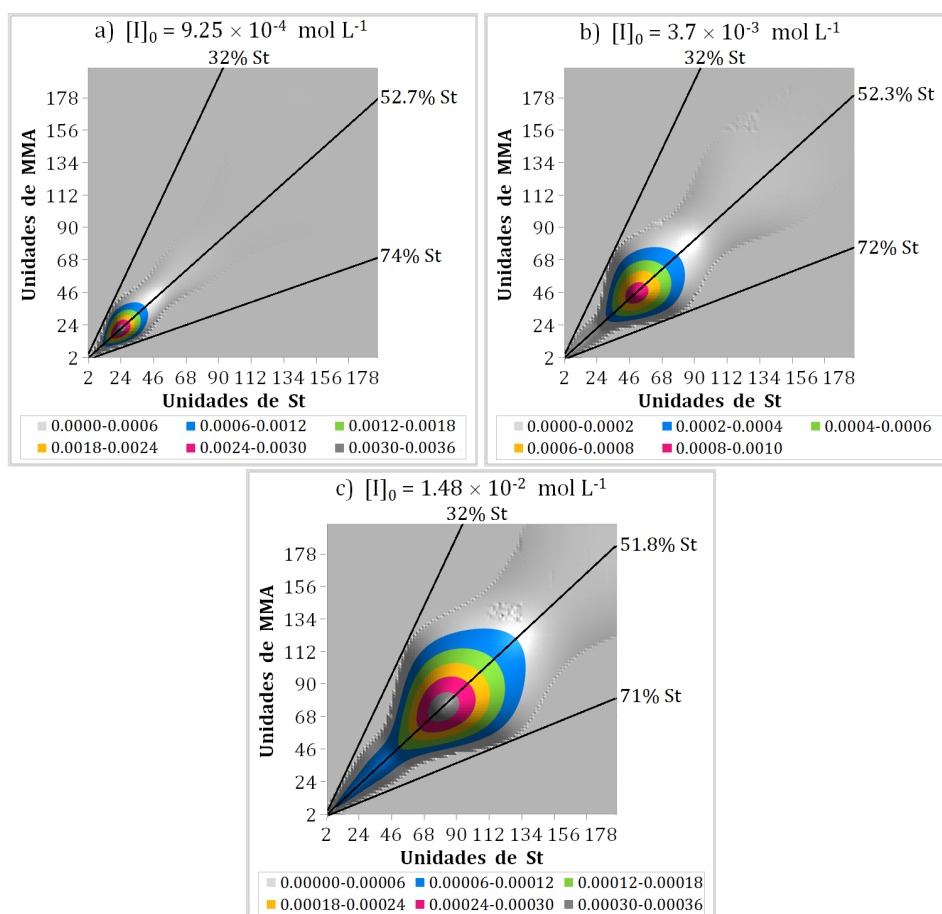 a) [I]₀ = 9.25 × 10⁻⁴ mol L⁻¹
32% St
52.7% St
74% St
Unidades de MMA
178
156
134
112
90
68
46
24
2
2 24 46 68 90 112 134 156 178
Unidades de St
0.0000-0.0006 0.0006-0.0012 0.0012-0.0018
0.0018-0.0024 0.0024-0.0030 0.0030-0.0036
b) [I]₀ = 3.7 × 10⁻³ mol L⁻¹
32% St
52.3% St
72% St
Unidades de MMA
178
156
134
112
90
68
46
24
2
2 24 46 68 90 112 134 156 178
Unidades de St
0.0000-0.0002 0.0002-0.0004 0.0004-0.0006
0.0006-0.0008 0.0008-0.0010
c) [I]₀ = 1.48 × 10⁻² mol L⁻¹
32% St
51.8% St
71% St
Unidades de MMA
178
156
134
112
90
68
46
24
2
2 24 46 68 90 112 134 156 178
Unidades de St
0.00000-0.00006 0.00006-0.00012 0.00012-0.00018
0.00018-0.00024 0.00024-0.00030 0.00030-0.00036